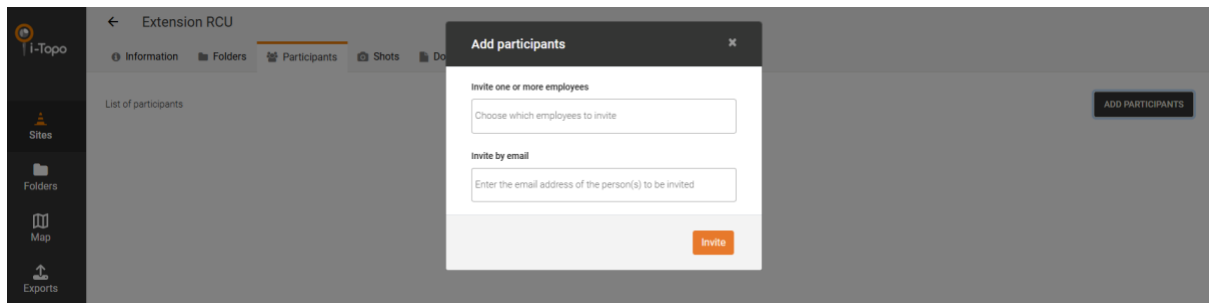 i-Topo
Extension RCU
Information Folders Participants Shots Do
List of participants
ADD PARTICIPANTS
Sites
Folders
Map
Exports
Add participants
Invite one or more employees
Choose which employees to invite
Invite by email
Enter the email address of the person(s) to be invited
Invite